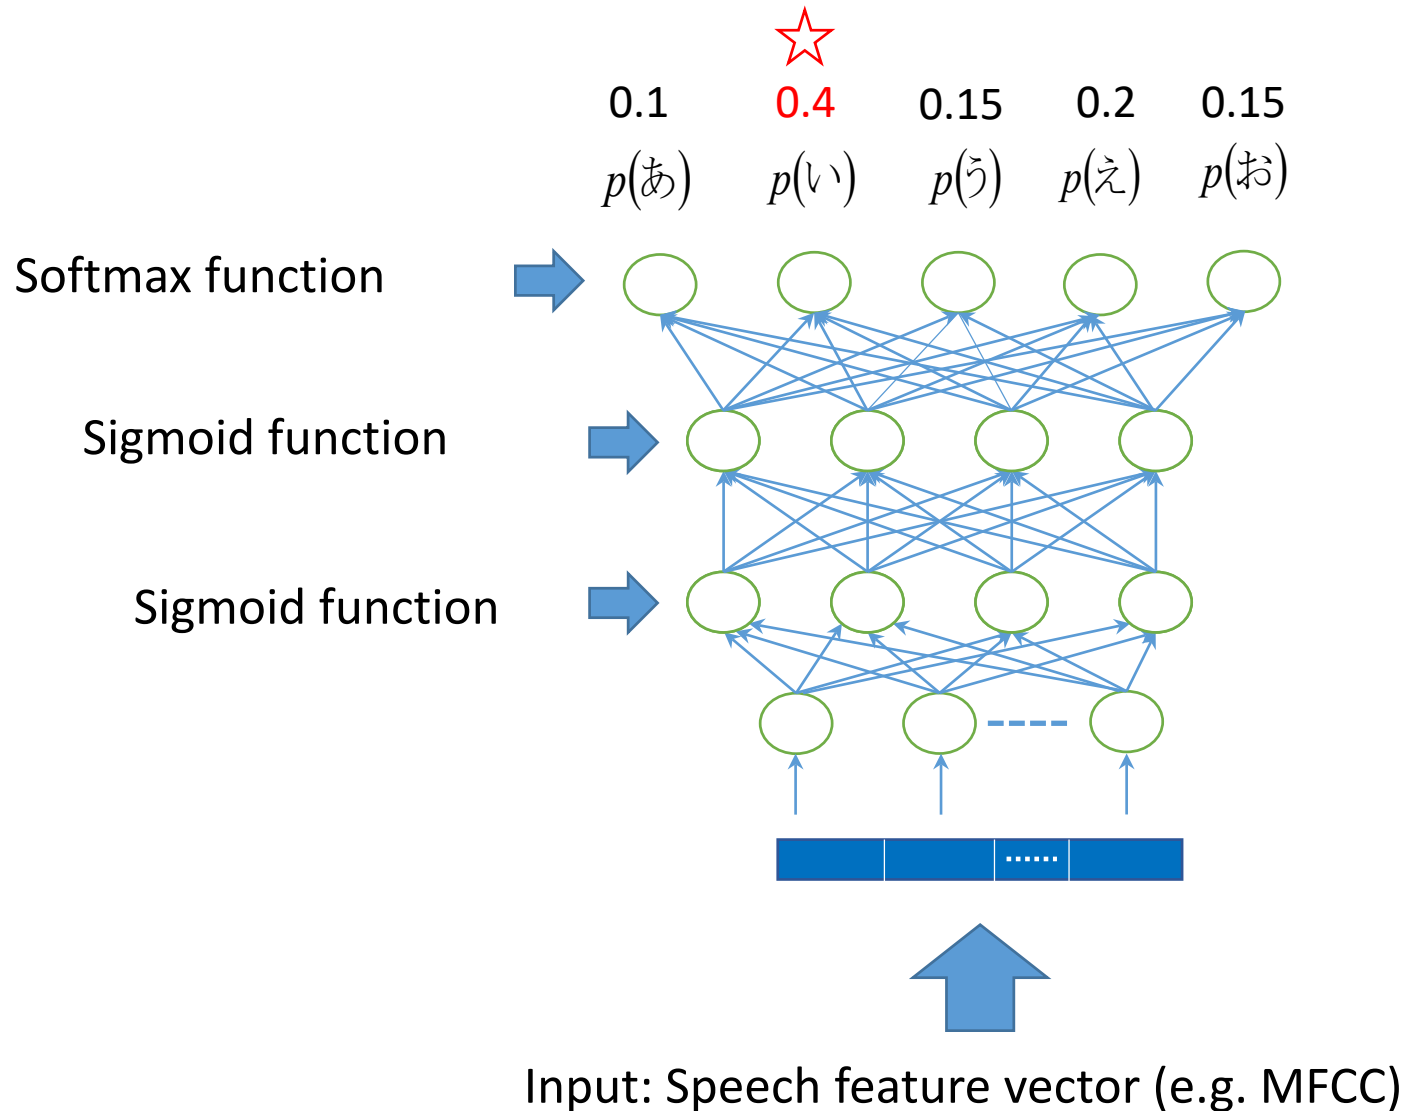 0.1 0.4 0.15 0.2 0.15
p(あ) p(い) p(う) p(え) p(お)
Softmax function
Sigmoid function
Sigmoid function
Input: Speech feature vector (e.g. MFCC)